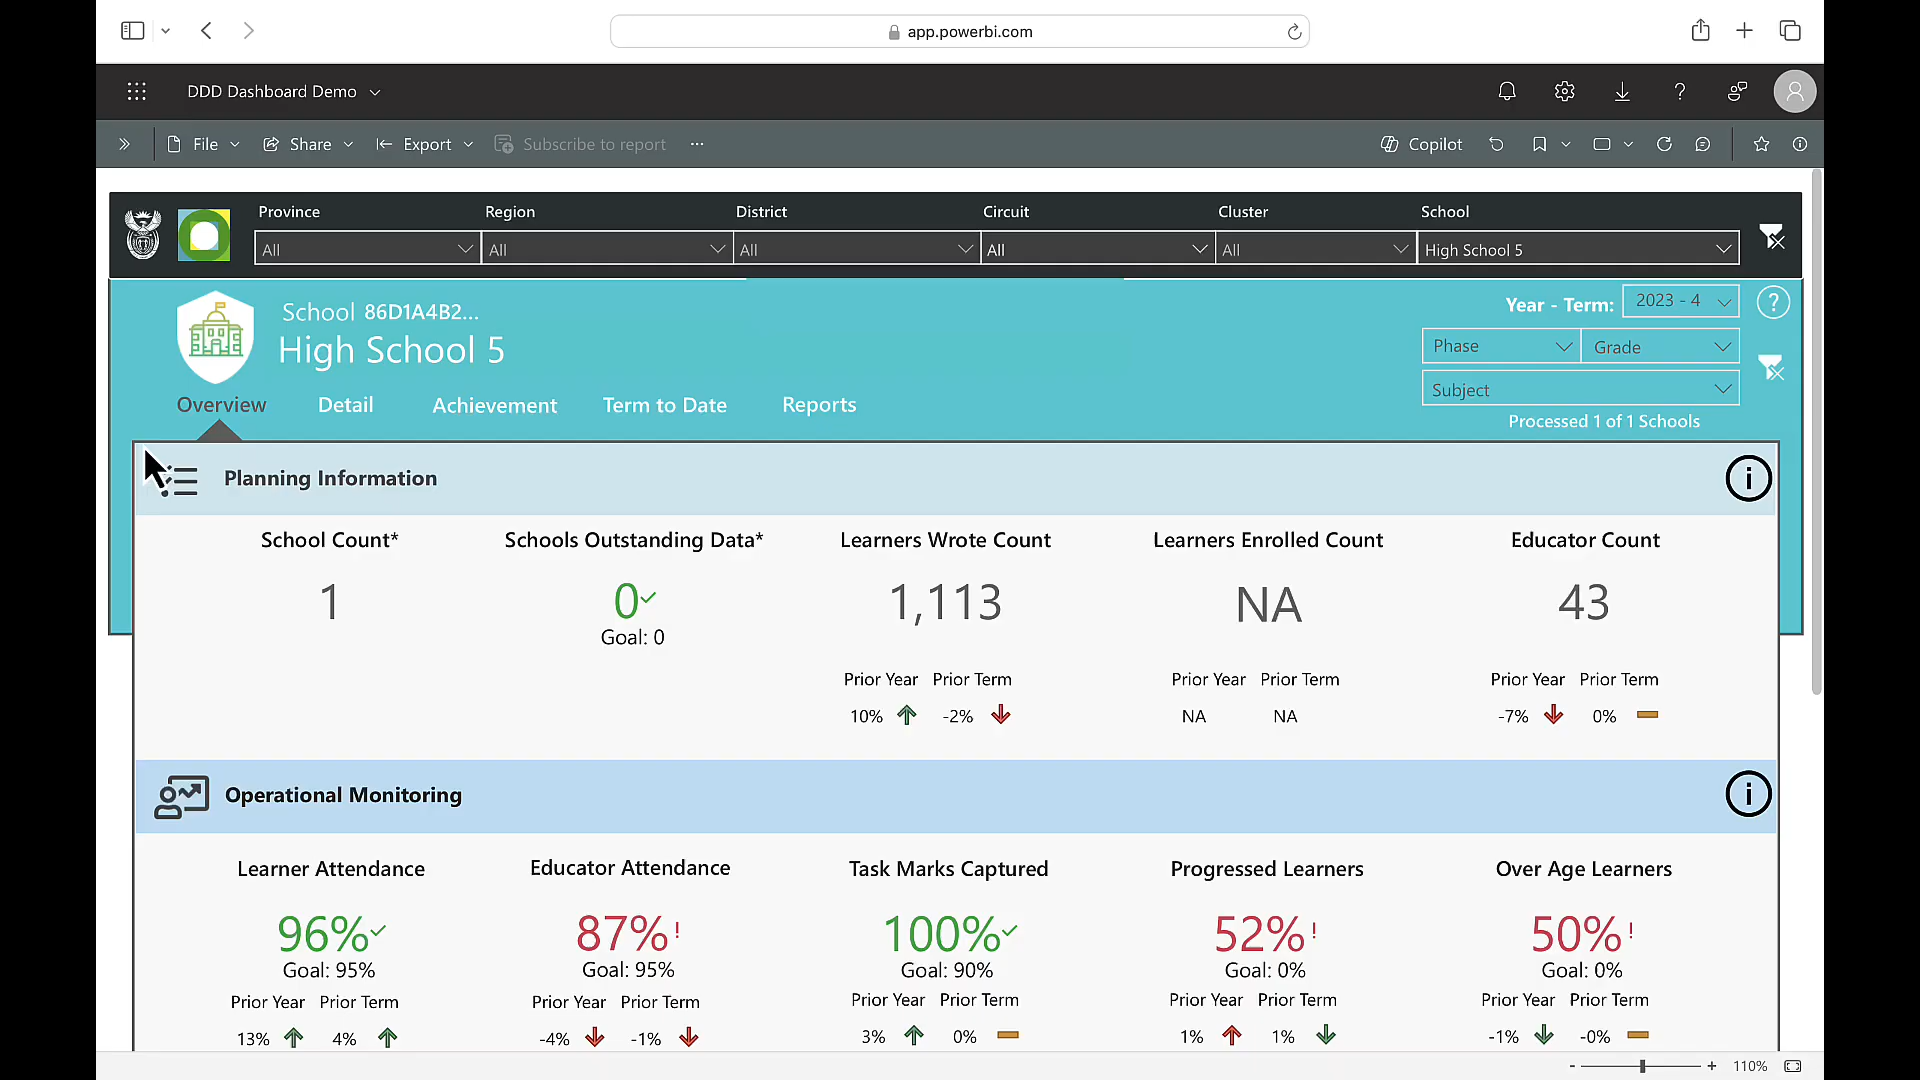 app.powerbi.com
DDD Dashboard Demo
File Share Export Subscribe to report ... Copilot
Province Region District Circuit Cluster School
All All All All All High School 5
School 86D1A4B2...
High School 5
Year - Term: 2023 - 4
Phase Grade
Subject
Processed 1 of 1 Schools
Overview Detail Achievement Term to Date Reports
Planning Information
School Count* Schools Outstanding Data* Learners Wrote Count Learners Enrolled Count Educator Count
1 0 1,113 NA 43
Goal: 0
Prior Year Prior Term Prior Year Prior Term Prior Year Prior Term
10% -2% NA NA -7% 0%
Operational Monitoring
Learner Attendance Educator Attendance Task Marks Captured Progressed Learners Over Age Learners
96% 87%! 100% 52%! 50%!
Goal: 95% Goal: 95% Goal: 90% Goal: 0% Goal: 0%
Prior Year Prior Term Prior Year Prior Term Prior Year Prior Term Prior Year Prior Term Prior Year Prior Term
13% 4% -4% -1% 3% 0% 1% 1% -1% -0%
- + 110%